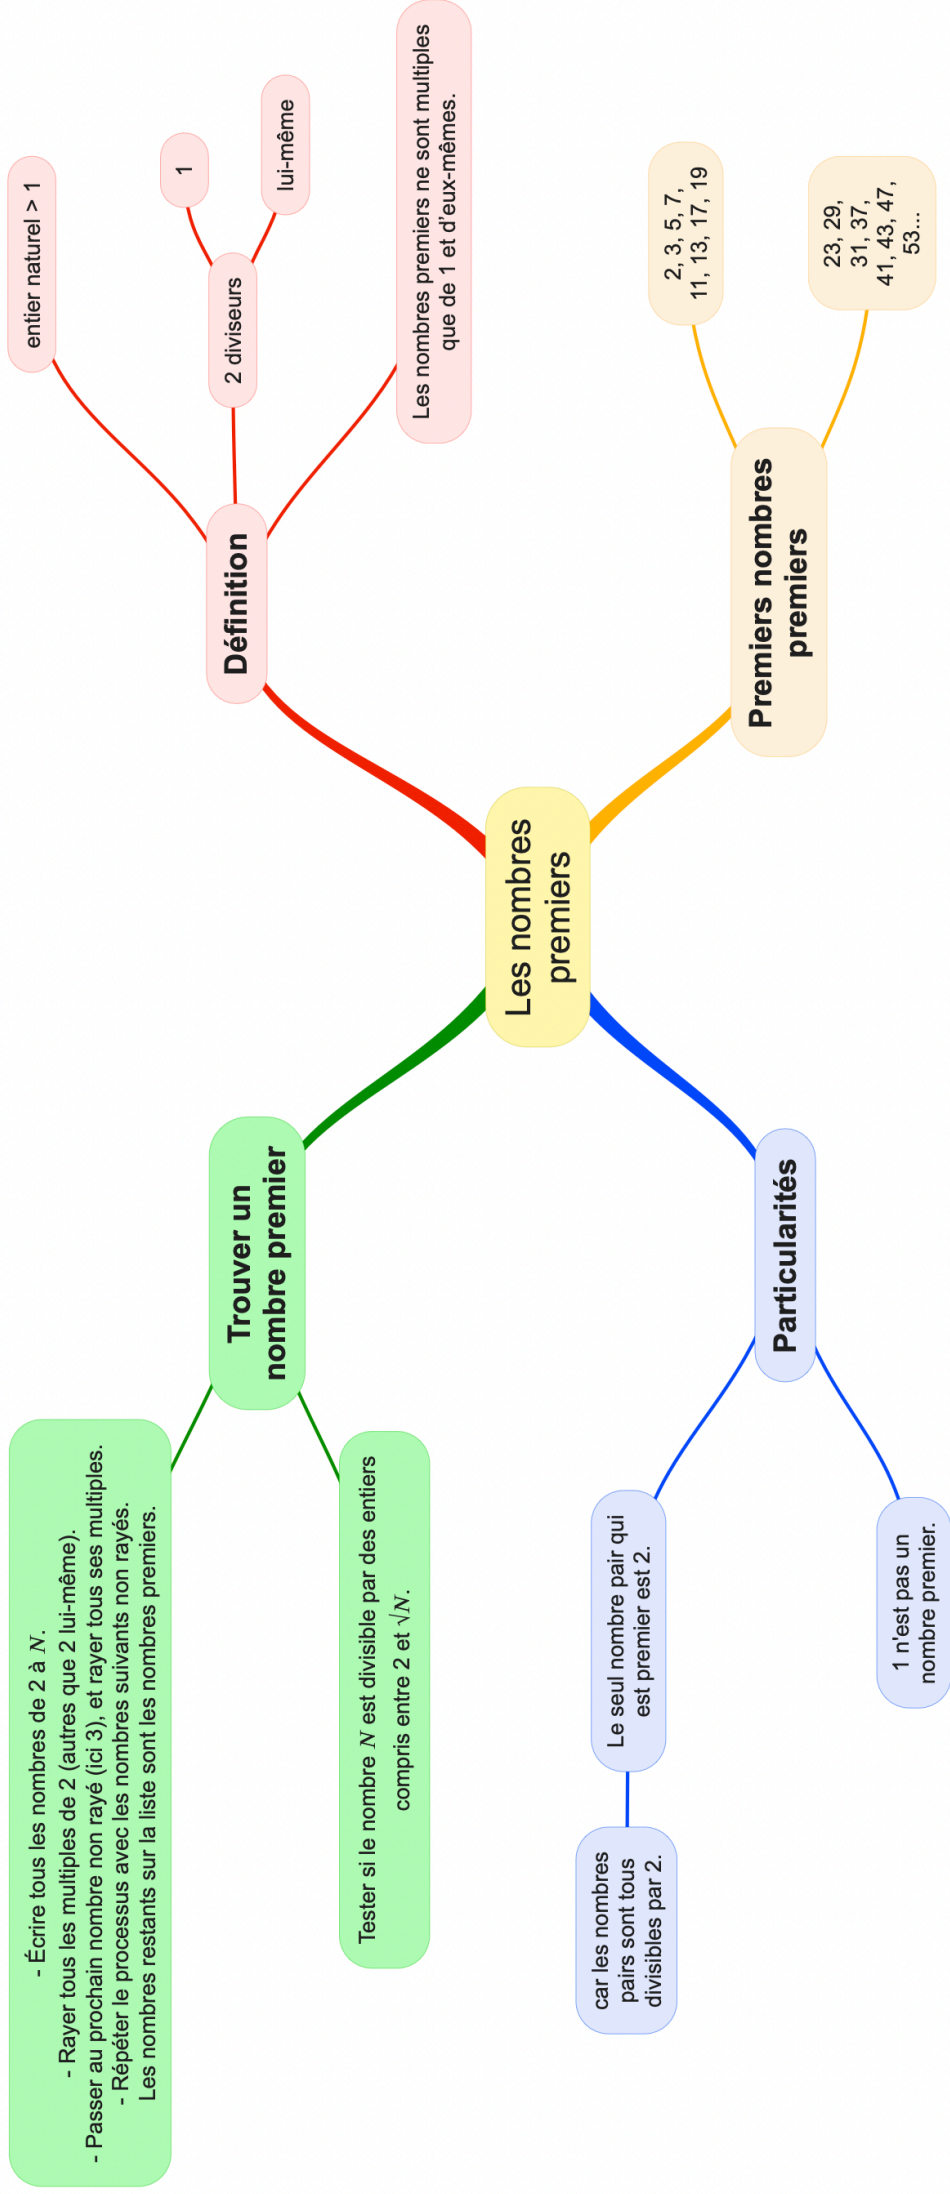 Les nombres
premiers
Définition
entier naturel > 1
2 diviseurs
1
lui-même
Les nombres premiers ne sont multiples
que de 1 et d'eux-mêmes.
Premiers nombres
premiers
2, 3, 5, 7,
11, 13, 17, 19
23, 29,
31, 37,
41, 43, 47,
53...
Particularités
Le seul nombre pair qui
est premier est 2.
car les nombres
pairs sont tous
divisibles par 2.
1 n'est pas un
nombre premier.
Trouver un
nombre premier
- Écrire tous les nombres de 2 à N.
- Rayer tous les multiples de 2 (autres que 2 lui-même).
- Passer au prochain nombre non rayé (ici 3), et rayer tous ses multiples.
- Répéter le processus avec les nombres suivants non rayés.
Les nombres restants sur la liste sont les nombres premiers.
Tester si le nombre N est divisible par des entiers
compris entre 2 et √N.